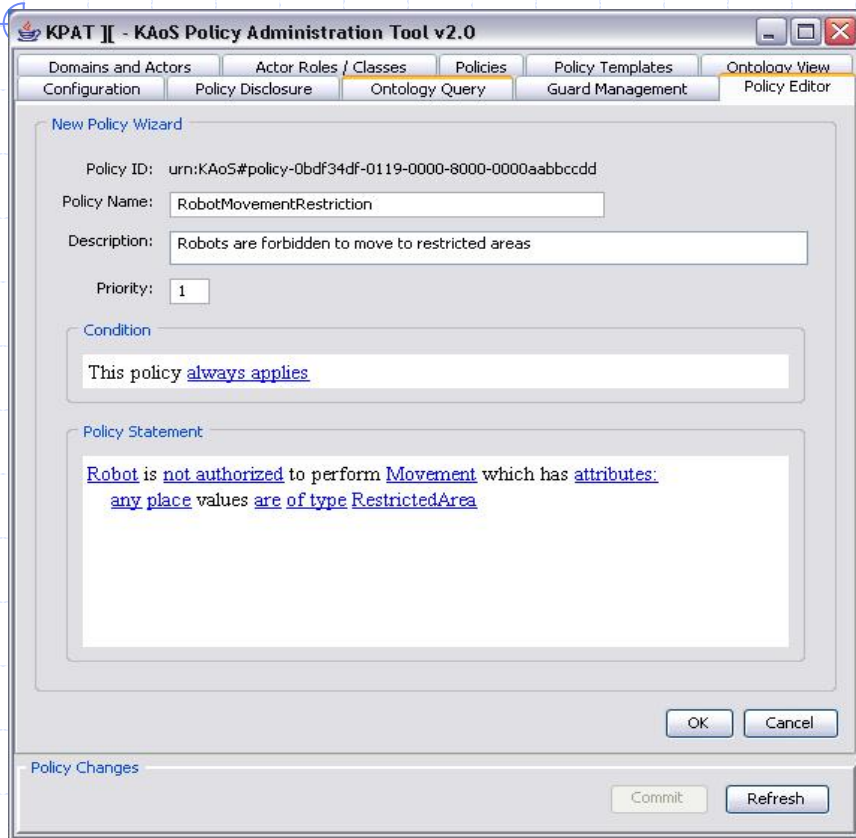 KPAT ][ - KAoS Policy Administration Tool v2.0
Domains and Actors
Actor Roles / Classes
Policies
Policy Templates
Ontology View
Configuration
Policy Disclosure
Ontology Query
Guard Management
Policy Editor
New Policy Wizard
Policy ID: urn:KAoS#policy-0bdf34df-0119-0000-8000-0000aabbccdd
Policy Name: RobotMovementRestriction
Description: Robots are forbidden to move to restricted areas
Priority: 1
Condition
This policy always applies
Policy Statement
Robot is not authorized to perform Movement which has attributes:
any place values are of type RestrictedArea
OK
Cancel
Policy Changes
Commit
Refresh